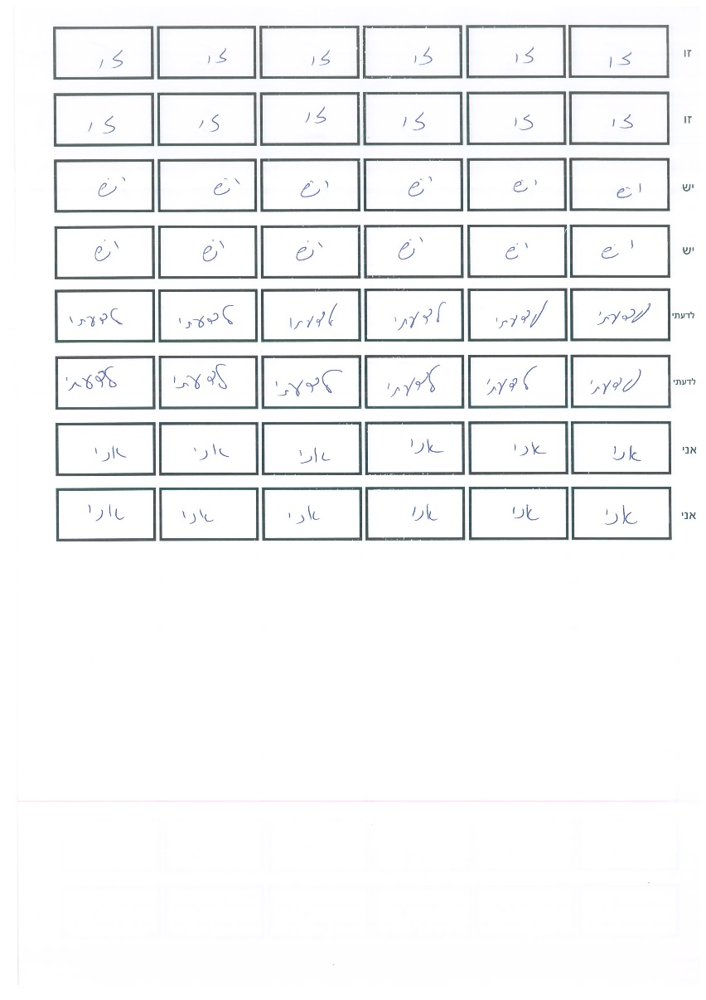 זו זו זו זו זו זו זו
זו זו זו זו זו זו זו
יש יש יש יש יש יש יש
יש יש יש יש יש יש יש
לדעתי לדעתי לדעתי לדעתי לדעתי לדעתי לדעתי
לדעתי לדעתי לדעתי לדעתי לדעתי לדעתי לדעתי
אני אני אני אני אני אני אני
אני אני אני אני אני אני אני